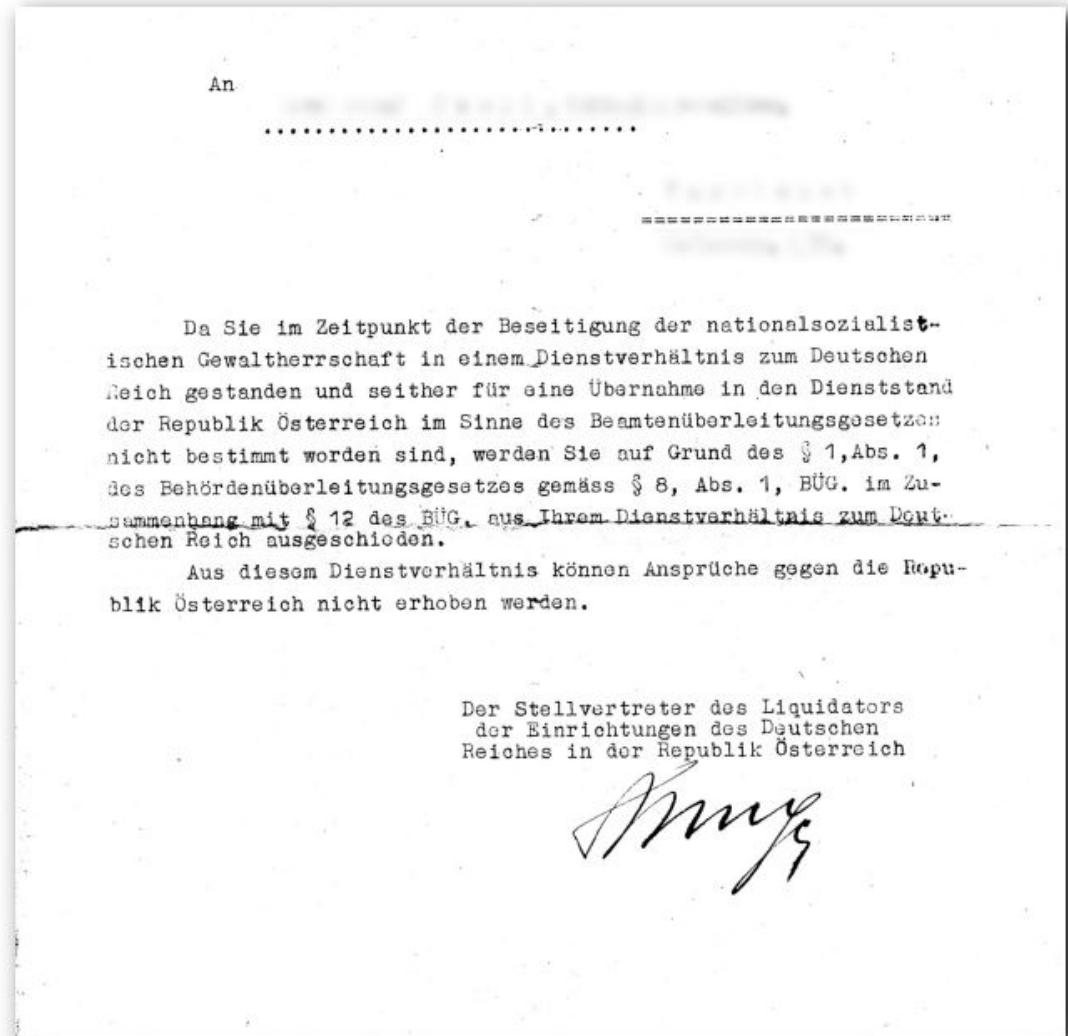 An
Da Sie im Zeitpunkt der Beseitigung der nationalsozialist-
ischen Gewaltherrschaft in einem Dienstverhältnis zum Deutschen
Reich gestanden und seither für eine Übernahme in den Dienststand
der Republik Österreich im Sinne des Beamtenüberleitungsgesetzes
nicht bestimmt worden sind, werden Sie auf Grund des § 1,Abs. 1,
des Behördenüberleitungsgesetzes gemäss § 8, Abs. 1, BÜG. im Zu-
sammenhang mit § 12 des BÜG. aus Ihrem Dienstverhältnis zum Deut-
schen Reich ausgeschieden.
Aus diesem Dienstverhältnis können Ansprüche gegen die Repu-
blik Österreich nicht erhoben werden.
Der Stellvertreter des Liquidators
der Einrichtungen des Deutschen
Reiches in der Republik Österreich